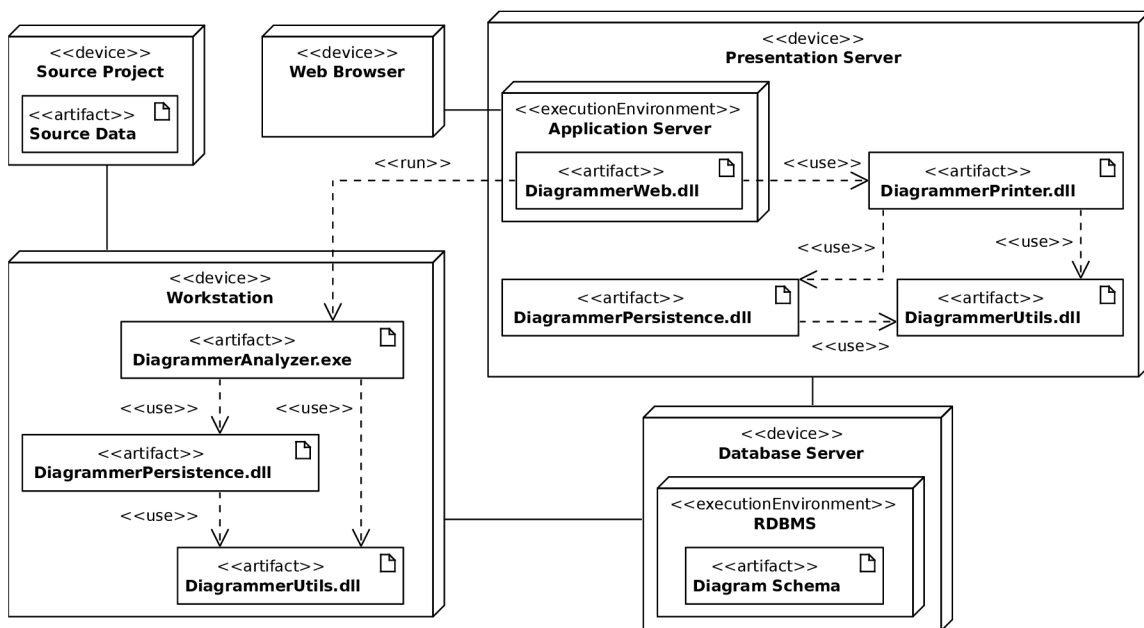 <<device>>
Source Project
<<artifact>>
Source Data
<<device>>
Web Browser
<<device>>
Presentation Server
<<executionEnvironment>>
Application Server
<<artifact>>
DiagrammerWeb.dll
<<use>>
<<artifact>>
DiagrammerPrinter.dll
<<run>>
<<use>>
<<use>>
<<artifact>>
DiagrammerPersistence.dll
<<artifact>>
DiagrammerUtils.dll
<<use>>
<<device>>
Workstation
<<artifact>>
DiagrammerAnalyzer.exe
<<use>>
<<use>>
<<artifact>>
DiagrammerPersistence.dll
<<use>>
<<artifact>>
DiagrammerUtils.dll
<<device>>
Database Server
<<executionEnvironment>>
RDBMS
<<artifact>>
Diagram Schema